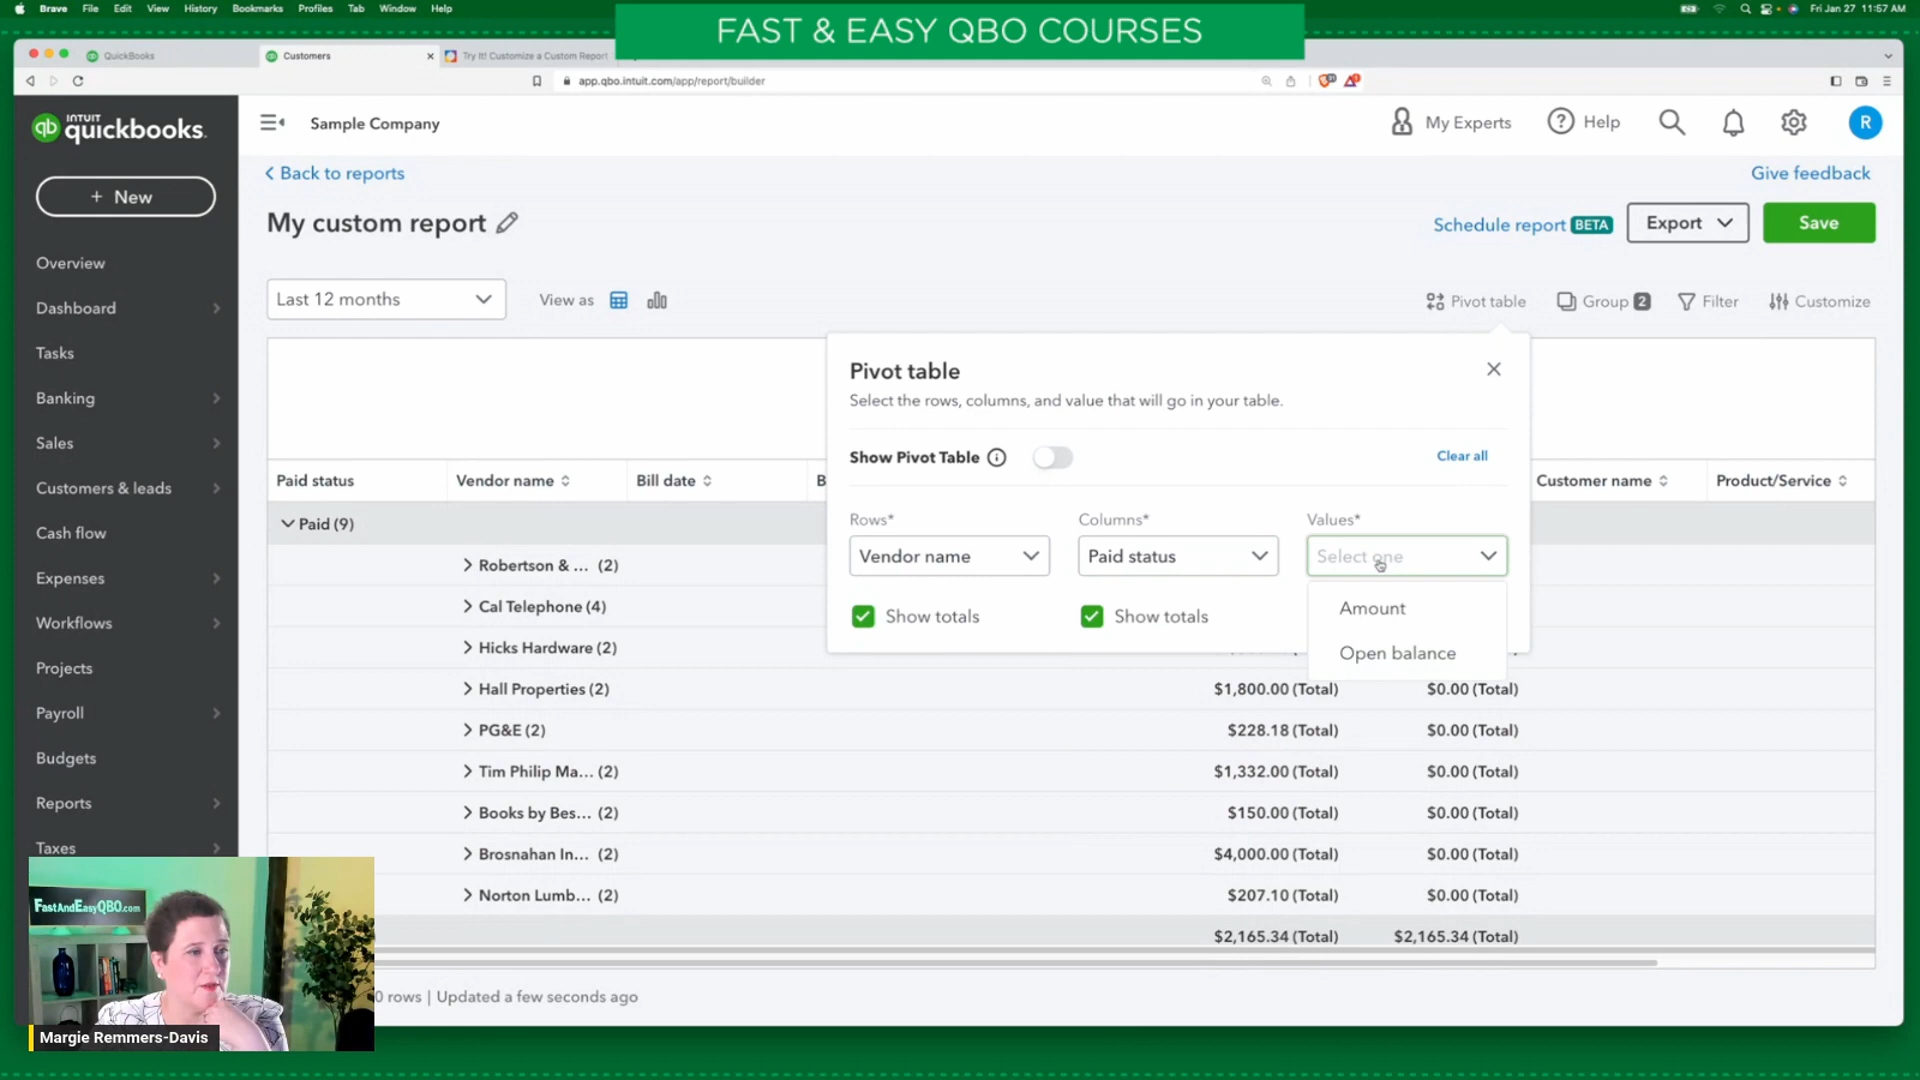 Brave File Edit View History Bookmarks Profiles Tab Window Help
Fri Jan 27 11:57 AM
FAST & EASY QBO COURSES
QuickBooks
Customers
Try It! Customize a Custom Report
app.qbo.intuit.com/app/report/builder
INTUIT
quickbooks.
Sample Company
My Experts
Help
R
+ New
Back to reports
Give feedback
My custom report
Schedule report BETA
Export
Save
Overview
Dashboard
Tasks
Banking
Sales
Customers & leads
Cash flow
Expenses
Workflows
Projects
Payroll
Budgets
Reports
Taxes
Last 12 months
View as
Pivot table
Group 2
Filter
Customize
Pivot table
Select the rows, columns, and value that will go in your table.
Show Pivot Table
Clear all
Rows*
Columns*
Values*
Vendor name
Paid status
Select one
Show totals
Show totals
Amount
Open balance
Paid status
Vendor name
Bill date
B
Customer name
Product/Service
Paid (9)
Robertson & ... (2)
Cal Telephone (4)
Hicks Hardware (2)
Hall Properties (2) $1,800.00 (Total) $0.00 (Total)
PG&E (2) $228.18 (Total) $0.00 (Total)
Tim Philip Ma... (2) $1,332.00 (Total) $0.00 (Total)
Books by Bes... (2) $150.00 (Total) $0.00 (Total)
Brosnahan In... (2) $4,000.00 (Total) $0.00 (Total)
Norton Lumb... (2) $207.10 (Total) $0.00 (Total)
$2,165.34 (Total) $2,165.34 (Total)
0 rows | Updated a few seconds ago
FastAndEasyQBO.com
Margie Remmers-Davis